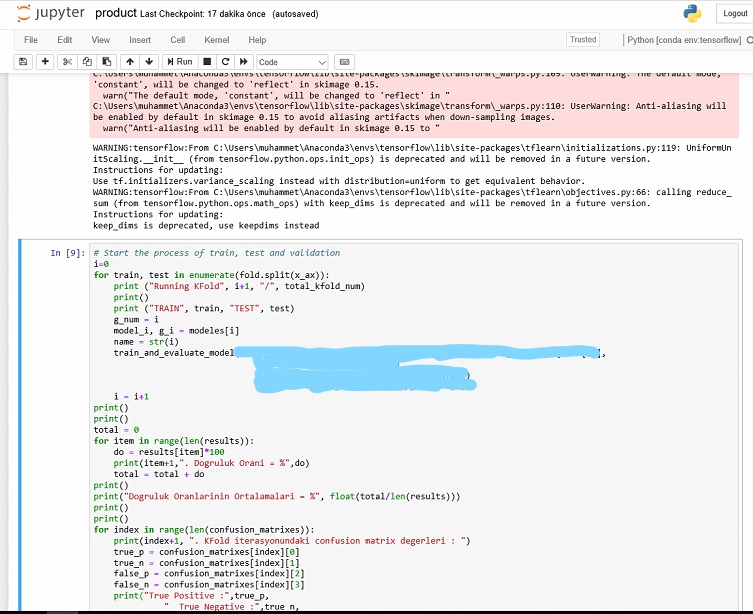 jupyter product Last Checkpoint: 17 dakika önce (autosaved)
Logout
File Edit View Insert Cell Kernel Help
Trusted
Python [conda env:tensorflow]
Run
Code
C:\Users\muhammet\Anaconda3\envs\tensorflow\lib\site-packages\skimage\transform\_warps.py:105: UserWarning: The default mode,
'constant', will be changed to 'reflect' in skimage 0.15.
warn("The default mode, 'constant', will be changed to 'reflect' in "
C:\Users\muhammet\Anaconda3\envs\tensorflow\lib\site-packages\skimage\transform\_warps.py:110: UserWarning: Anti-aliasing will
be enabled by default in skimage 0.15 to avoid aliasing artifacts when down-sampling images.
warn("Anti-aliasing will be enabled by default in skimage 0.15 to "
WARNING:tensorflow:From C:\Users\muhammet\Anaconda3\envs\tensorflow\lib\site-packages\tflearn\initializations.py:119: UniformUn
itScaling.__init__ (from tensorflow.python.ops.init_ops) is deprecated and will be removed in a future version.
Instructions for updating:
Use tf.initializers.variance_scaling instead with distribution=uniform to get equivalent behavior.
WARNING:tensorflow:From C:\Users\muhammet\Anaconda3\envs\tensorflow\lib\site-packages\tflearn\objectives.py:66: calling reduce_
sum (from tensorflow.python.ops.math_ops) with keep_dims is deprecated and will be removed in a future version.
Instructions for updating:
keep_dims is deprecated, use keepdims instead
In [9]: # Start the process of train, test and validation
i=0
for train, test in enumerate(fold.split(x_ax)):
print ("Running KFold", i+1, "/", total_kfold_num)
print()
print ("TRAIN", train, "TEST", test)
g_num = i
model_i, g_i = modeles[i]
name = str(i)
train_and_evaluate_model ],
)
i = i+1
print()
print()
total = 0
for item in range(len(results)):
do = results[item]*100
print(item+1,". Dogruluk Orani = %",do)
total = total + do
print()
print("Dogruluk Oranlarinin Ortalamalari = %", float(total/len(results)))
print()
print()
for index in range(len(confusion_matrixes)):
print(index+1, ". KFold iterasyonundaki confusion matrix degerleri : ")
true_p = confusion_matrixes[index][0]
true_n = confusion_matrixes[index][1]
false_p = confusion_matrixes[index][2]
false_n = confusion_matrixes[index][3]
print("True Positive :",true_p,
" True Negative :",true_n,